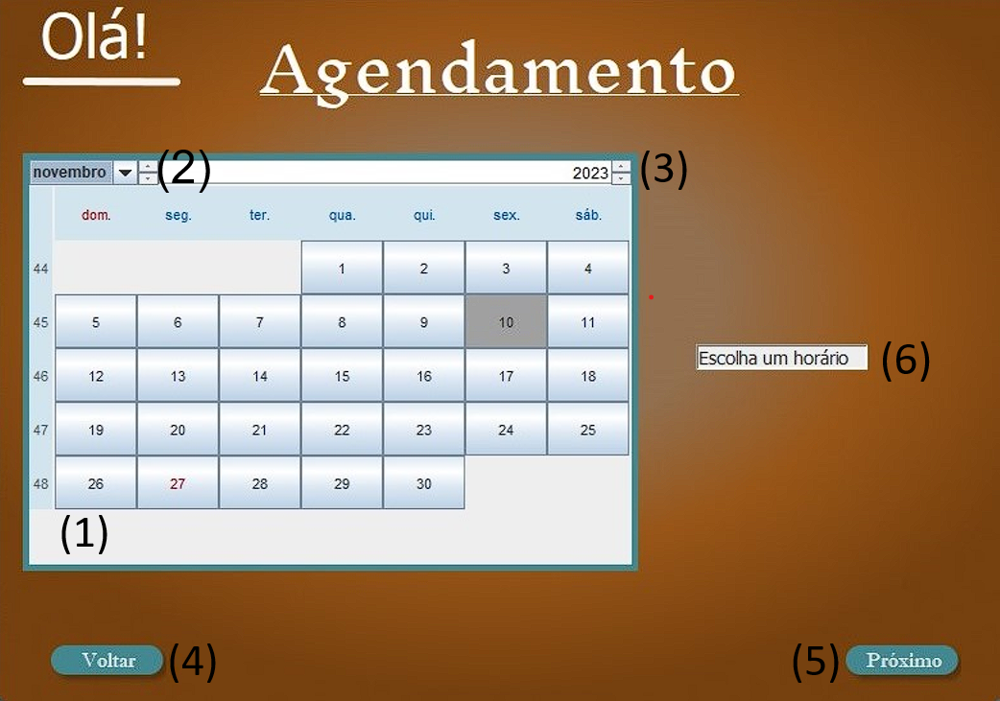 Olá!
Agendamento
novembro (2) 2023 (3)
dom. seg. ter. qua. qui. sex. sáb.
44 1 2 3 4
45 5 6 7 8 9 10 11
Escolha um horário (6)
46 12 13 14 15 16 17 18
47 19 20 21 22 23 24 25
48 26 27 28 29 30
(1)
Voltar (4)
(5) Próximo